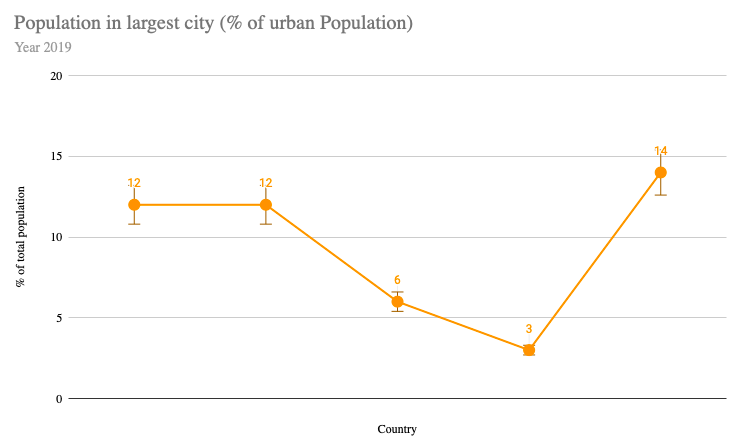 Population in largest city (% of urban Population)
Year 2019
20
15
10
5
0
% of total population
12
12
6
3
14
Country